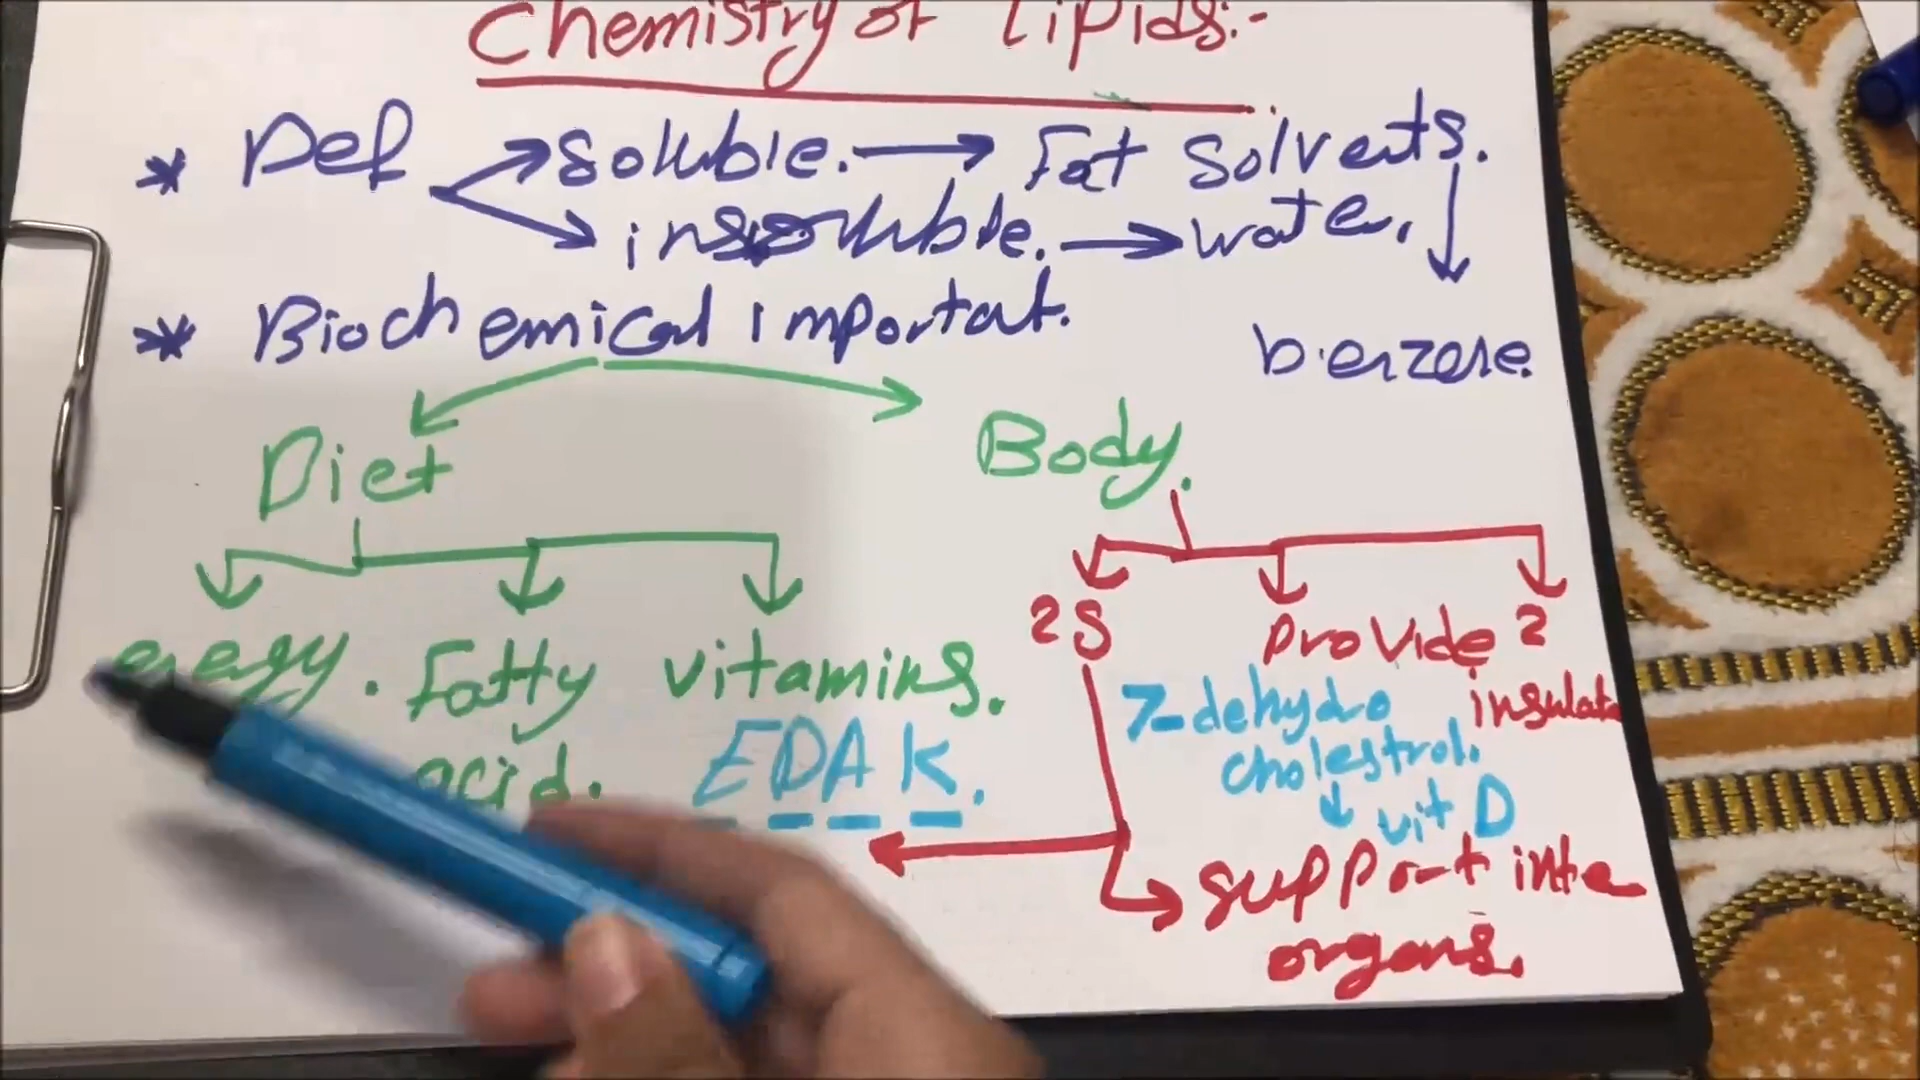 Chemistry of lipids:-
* Def soluble. → Fat Solvents.
insoluble. → water.
* Biochemical importat.
benzene.
Diet
Body.
energy. Fatty acid. vitamins.
EDAK.
2S
Provide
7-dehydro
cholestrol.
↓ vit D
2
insulate
support inte
organs.